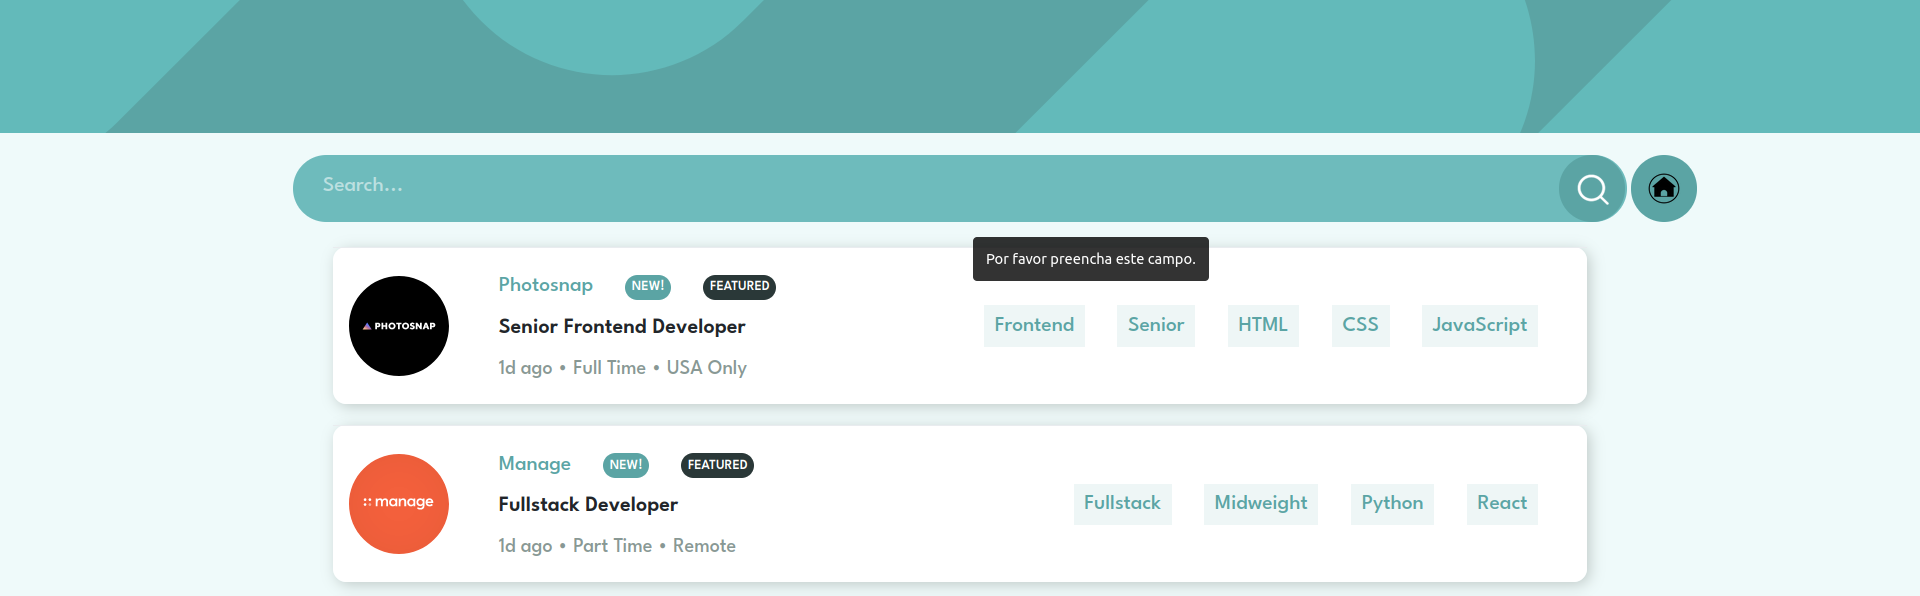 Search...
Por favor preencha este campo.
PHOTOSNAP
Photosnap NEW! FEATURED
Senior Frontend Developer
1d ago • Full Time • USA Only
Frontend Senior HTML CSS JavaScript
manage
Manage NEW! FEATURED
Fullstack Developer
1d ago • Part Time • Remote
Fullstack Midweight Python React